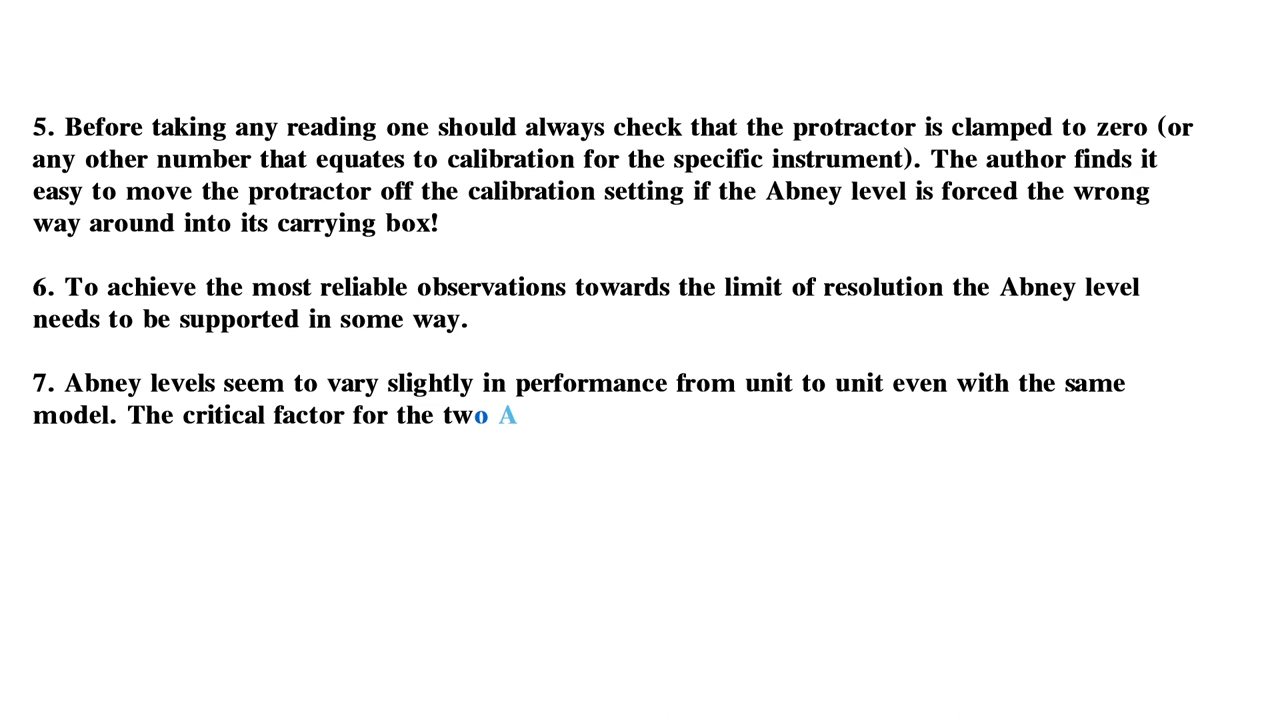 5. Before taking any reading one should always check that the protractor is clamped to zero (or
any other number that equates to calibration for the specific instrument). The author finds it
easy to move the protractor off the calibration setting if the Abney level is forced the wrong
way around into its carrying box!
6. To achieve the most reliable observations towards the limit of resolution the Abney level
needs to be supported in some way.
7. Abney levels seem to vary slightly in performance from unit to unit even with the same
model. The critical factor for the two A